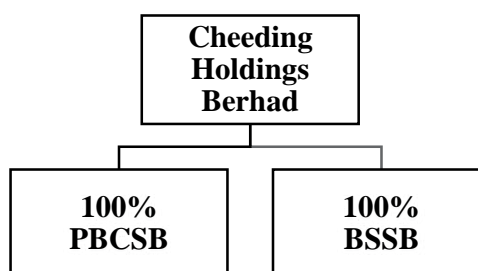 Cheeding
Holdings
Berhad
100%
PBCSB
100%
BSSB